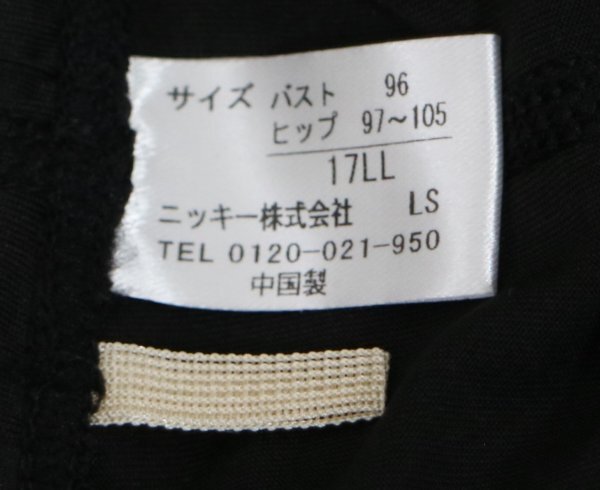 サイズ バスト 96
ヒップ 97〜105
17LL
ニッキー株式会社 LS
TEL 0120-021-950
中国製